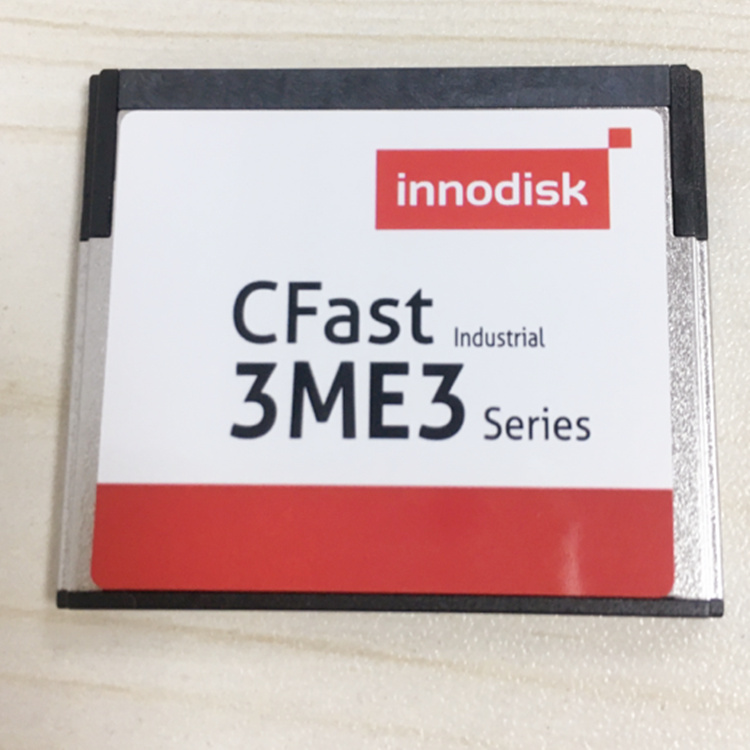 innodisk
CFast Industrial
3ME3 Series